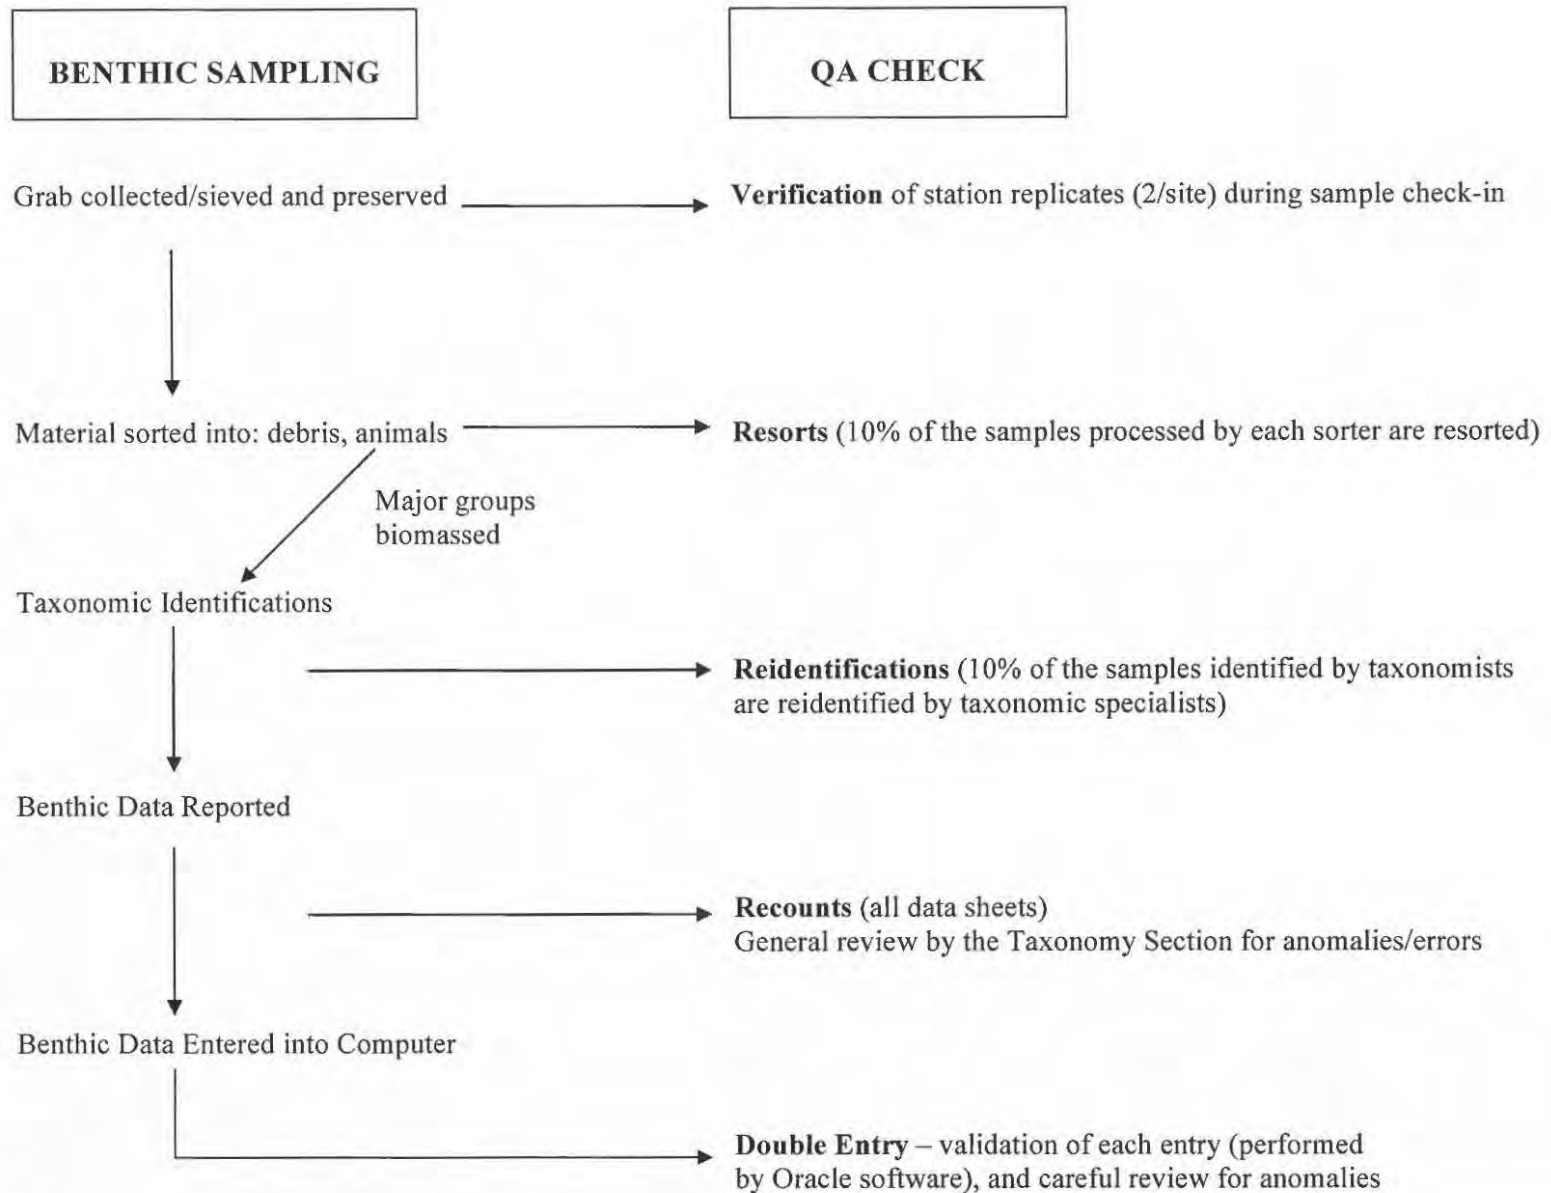 BENTHIC SAMPLING
QA CHECK
Grab collected/sieved and preserved
Verification of station replicates (2/site) during sample check-in
Material sorted into: debris, animals
Resorts (10% of the samples processed by each sorter are resorted)
Major groups
biomassed
Taxonomic Identifications
Reidentifications (10% of the samples identified by taxonomists
are reidentified by taxonomic specialists)
Benthic Data Reported
Recounts (all data sheets)
General review by the Taxonomy Section for anomalies/errors
Benthic Data Entered into Computer
Double Entry – validation of each entry (performed
by Oracle software), and careful review for anomalies